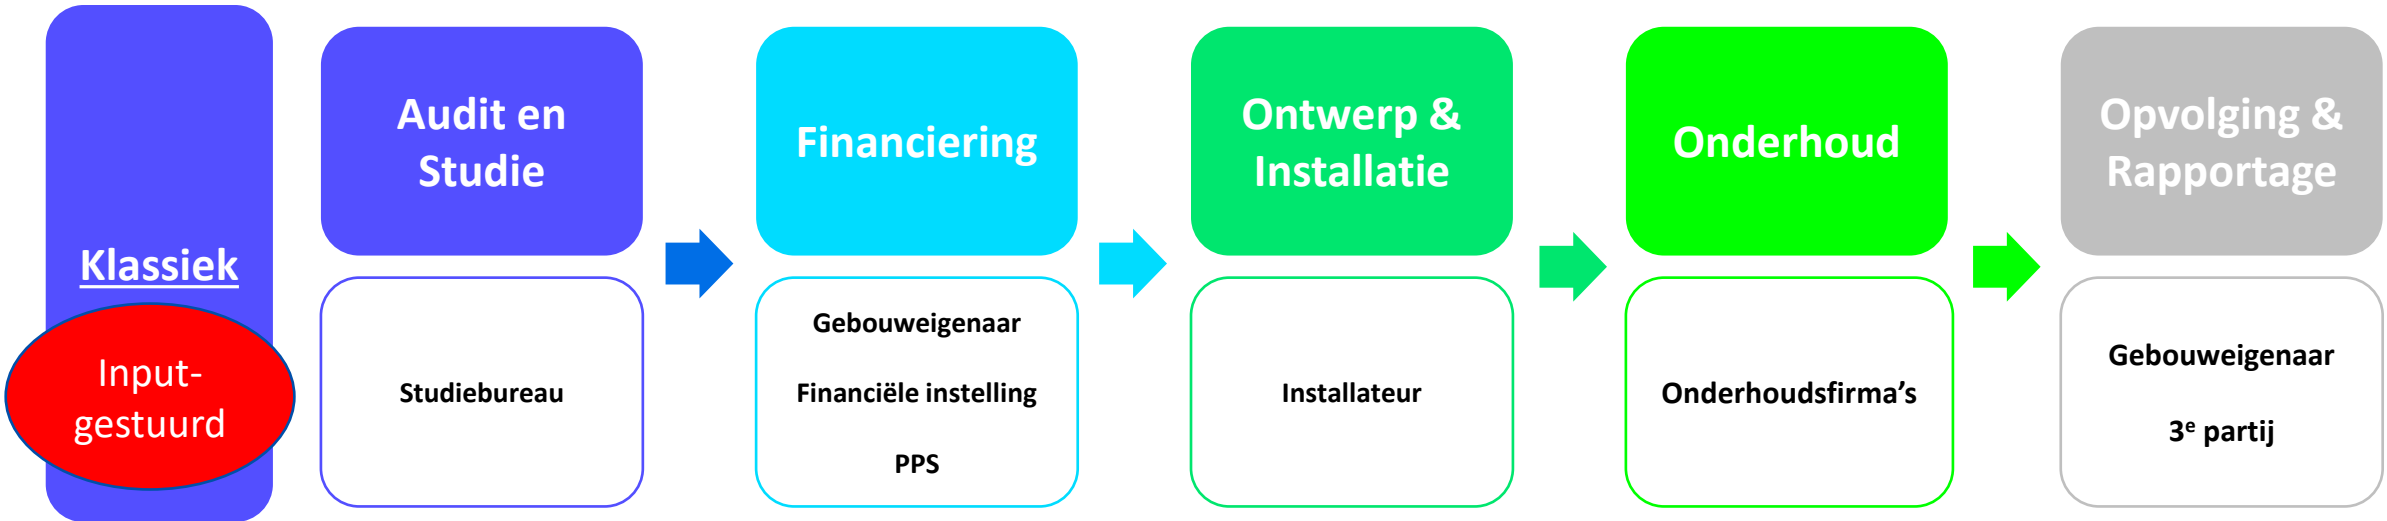 Klassiek
Input-
gestuurd
Audit en
Studie
Studiebureau
Financiering
Gebouweigenaar
Financiële instelling
PPS
Ontwerp &
Installatie
Installateur
Onderhoud
Onderhoudsfirma’s
Opvolging &
Rapportage
Gebouweigenaar
3e partij